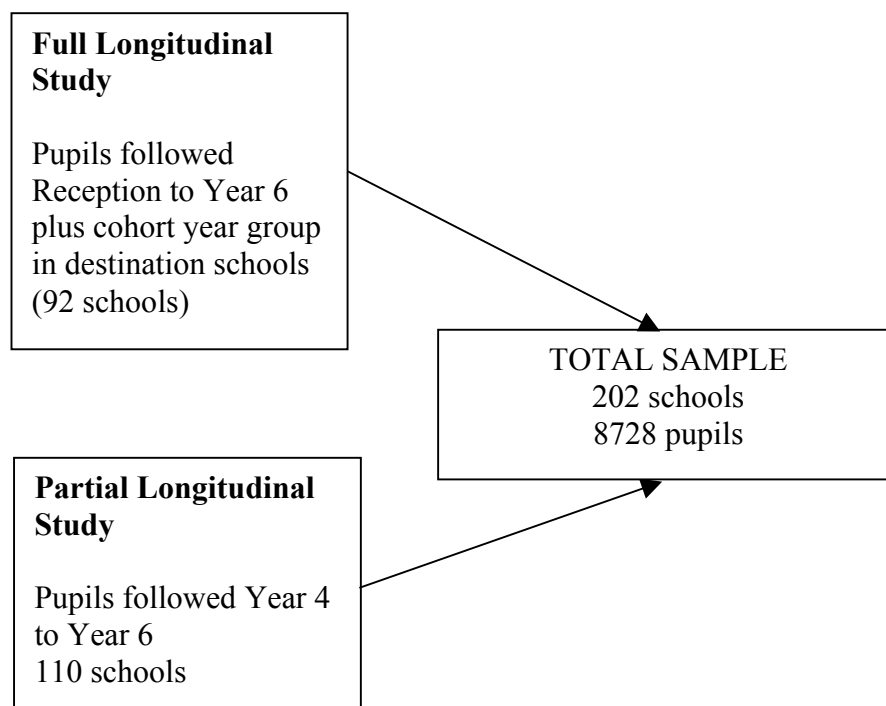 Full Longitudinal
Study
Pupils followed
Reception to Year 6
plus cohort year group
in destination schools
(92 schools)
TOTAL SAMPLE
202 schools
8728 pupils
Partial Longitudinal
Study
Pupils followed Year 4
to Year 6
110 schools